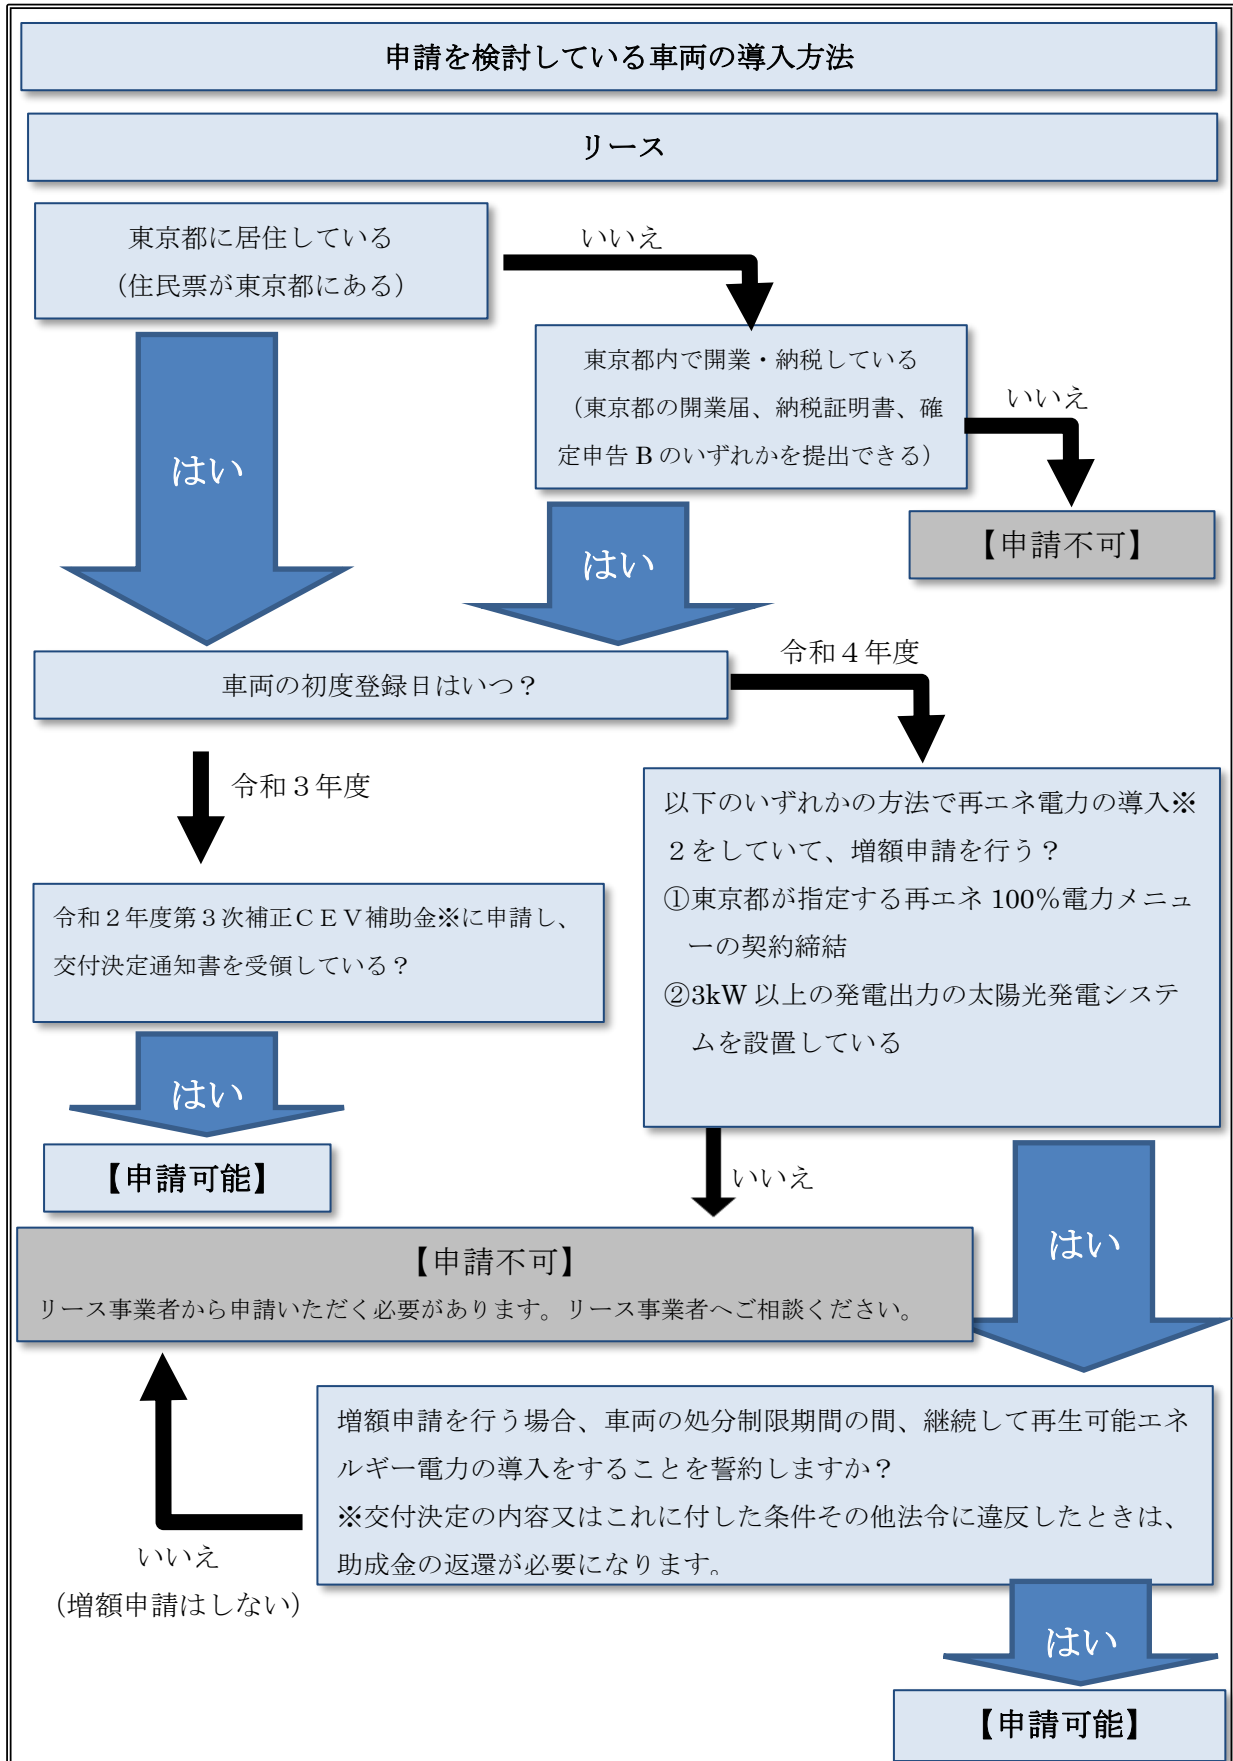 申請を検討している車両の導入方法
リース
東京都に居住している
（住民票が東京都にある）
いいえ
東京都内で開業・納税している
（東京都の開業届、納税証明書、確
定申告 B のいずれかを提出できる）
いいえ
はい
【申請不可】
はい
車両の初度登録日はいつ？
令和４年度
令和３年度
以下のいずれかの方法で再エネ電力の導入※
２をしていて、増額申請を行う？
①東京都が指定する再エネ 100%電力メニュ
ーの契約締結
②3kW 以上の発電出力の太陽光発電システ
ムを設置している
令和２年度第３次補正ＣＥＶ補助金※に申請し、
交付決定通知書を受領している？
はい
【申請可能】
いいえ
はい
【申請不可】
リース事業者から申請いただく必要があります。リース事業者へご相談ください。
増額申請を行う場合、車両の処分制限期間の間、継続して再生可能エネ
ルギー電力の導入をすることを誓約しますか？
※交付決定の内容又はこれに付した条件その他法令に違反したときは、
助成金の返還が必要になります。
いいえ
（増額申請はしない）
はい
【申請可能】